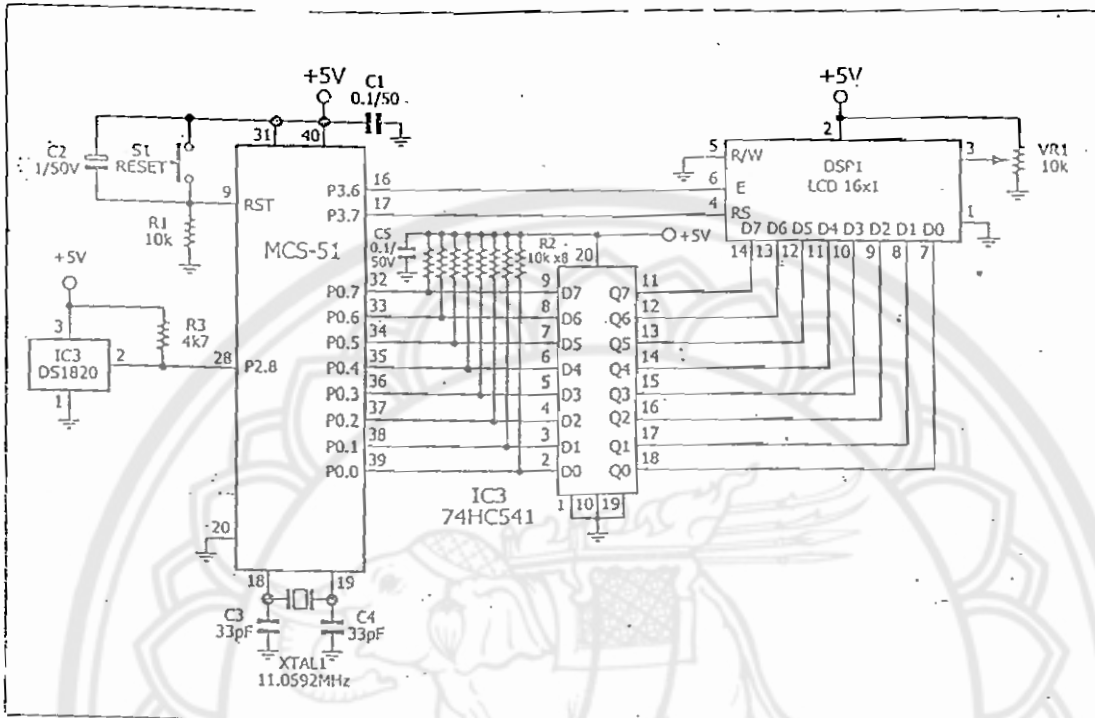 +5V
C1
0.1/50
31
40
C2
1/50V
S1
RESET
9
RST
R1
10k
MCS-51
P3.6
16
P3.7
17
+5V
2
5
R/W
6
E
4
RS
DSP1
LCD 16x1
3
VR1
10k
1
D7 D6 D5 D4 D3 D2 D1 D0
14 13 12 11 10 9 8 7
C5
0.1/
50V
R2
10k x8
20
+5V
+5V
3
IC3
DS1820
2
1
R3
4k7
28
P2.8
P0.7
32
P0.6
33
P0.5
34
P0.4
35
P0.3
36
P0.2
37
P0.1
38
P0.0
39
9
D7
Q7
11
8
D6
Q6
12
7
D5
Q5
13
6
D4
Q4
14
5
D3
Q3
15
4
D2
Q2
16
3
D1
Q1
17
2
D0
Q0
18
1
10
19
IC3
74HC541
20
18
19
C3
33pF
C4
33pF
XTAL1
11.0592MHz